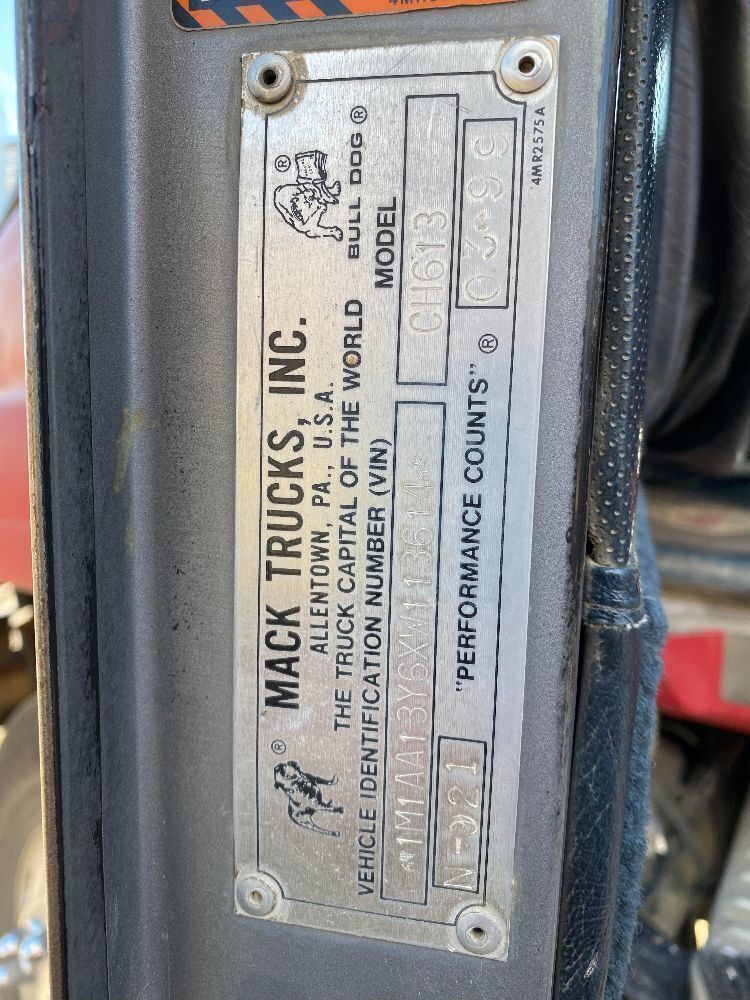 MACK TRUCKS, INC.
ALLENTOWN, PA., U.S.A.
THE TRUCK CAPITAL OF THE WORLD
BULL DOG ®
VEHICLE IDENTIFICATION NUMBER (VIN)
MODEL
1M1AA13Y6XW113614
CH613
"PERFORMANCE COUNTS" ®
4MR2575A